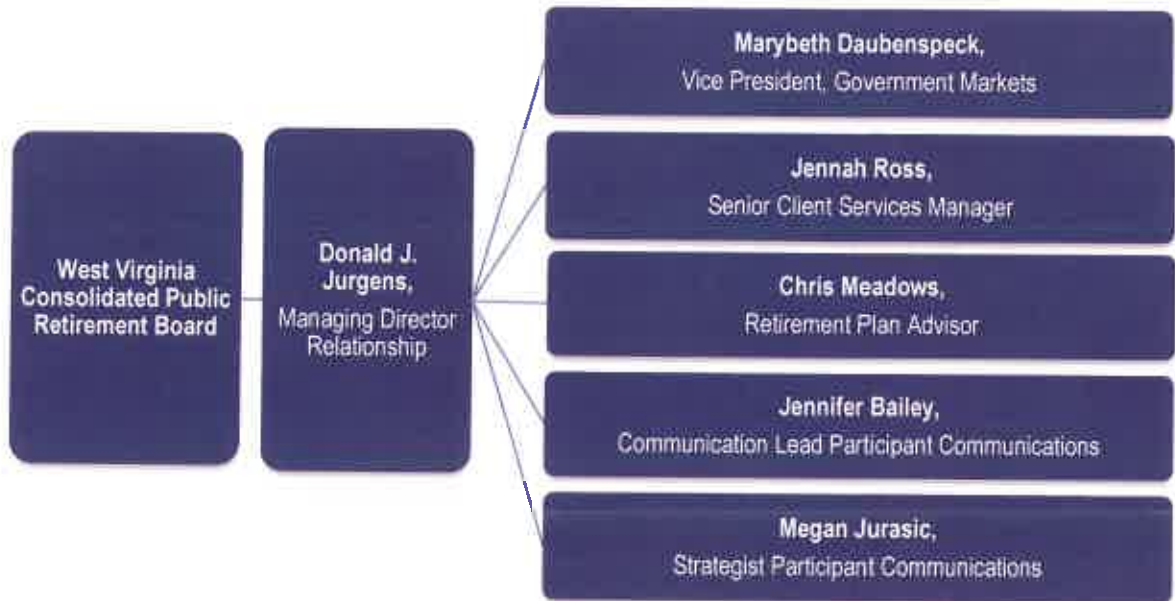 West Virginia
Consolidated Public
Retirement Board
Donald J.
Jurgens,
Managing Director
Relationship
Marybeth Daubenspeck,
Vice President, Government Markets
Jennah Ross,
Senior Client Services Manager
Chris Meadows,
Retirement Plan Advisor
Jennifer Bailey,
Communication Lead Participant Communications
Megan Jurasic,
Strategist Participant Communications